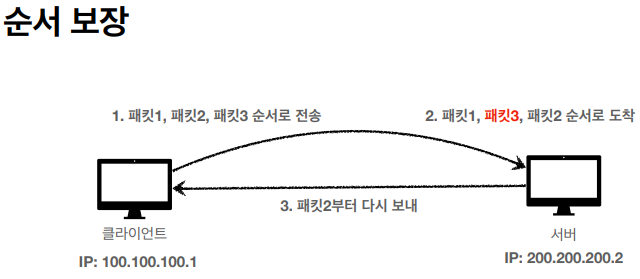 순서 보장
1. 패킷1, 패킷2, 패킷3 순서로 전송
2. 패킷1, 패킷3, 패킷2 순서로 도착
3. 패킷2부터 다시 보내
클라이언트
서버
IP: 100.100.100.1
IP: 200.200.200.2